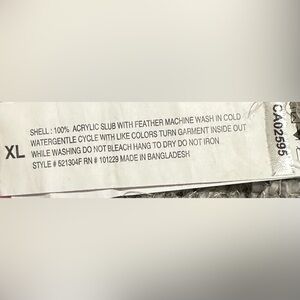 SHELL : 100% ACRYLIC SLUB WITH FEATHER MACHINE WASH IN COLD
WATERGENTLE CYCLE WITH LIKE COLORS TURN GARMENT INSIDE OUT
XL
WHILE WASHING DO NOT BLEACH HANG TO DRY DO NOT IRON
STYLE # 521304F RN # 101229 MADE IN BANGLADESH
CA02595